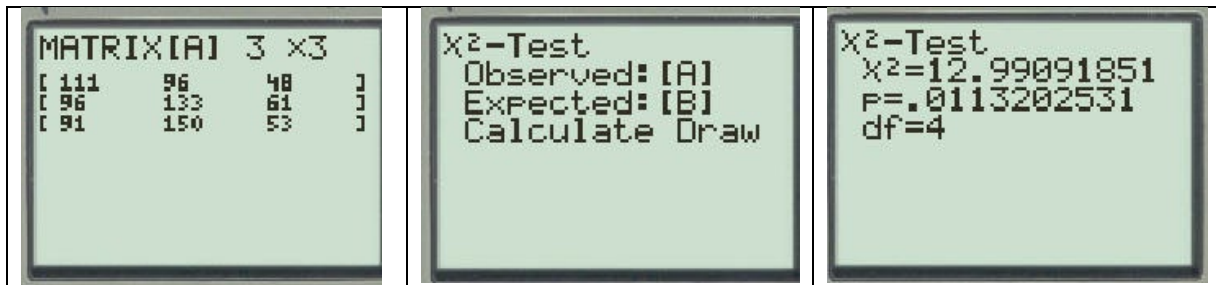 MATRIX[A] 3 ×3
[ 111 96 48 ]
[ 96 133 61 ]
[ 91 150 53 ]
X²-Test
Observed:[A]
Expected:[B]
Calculate Draw
X²-Test
X²=12.99091851
P=.0113202531
df=4